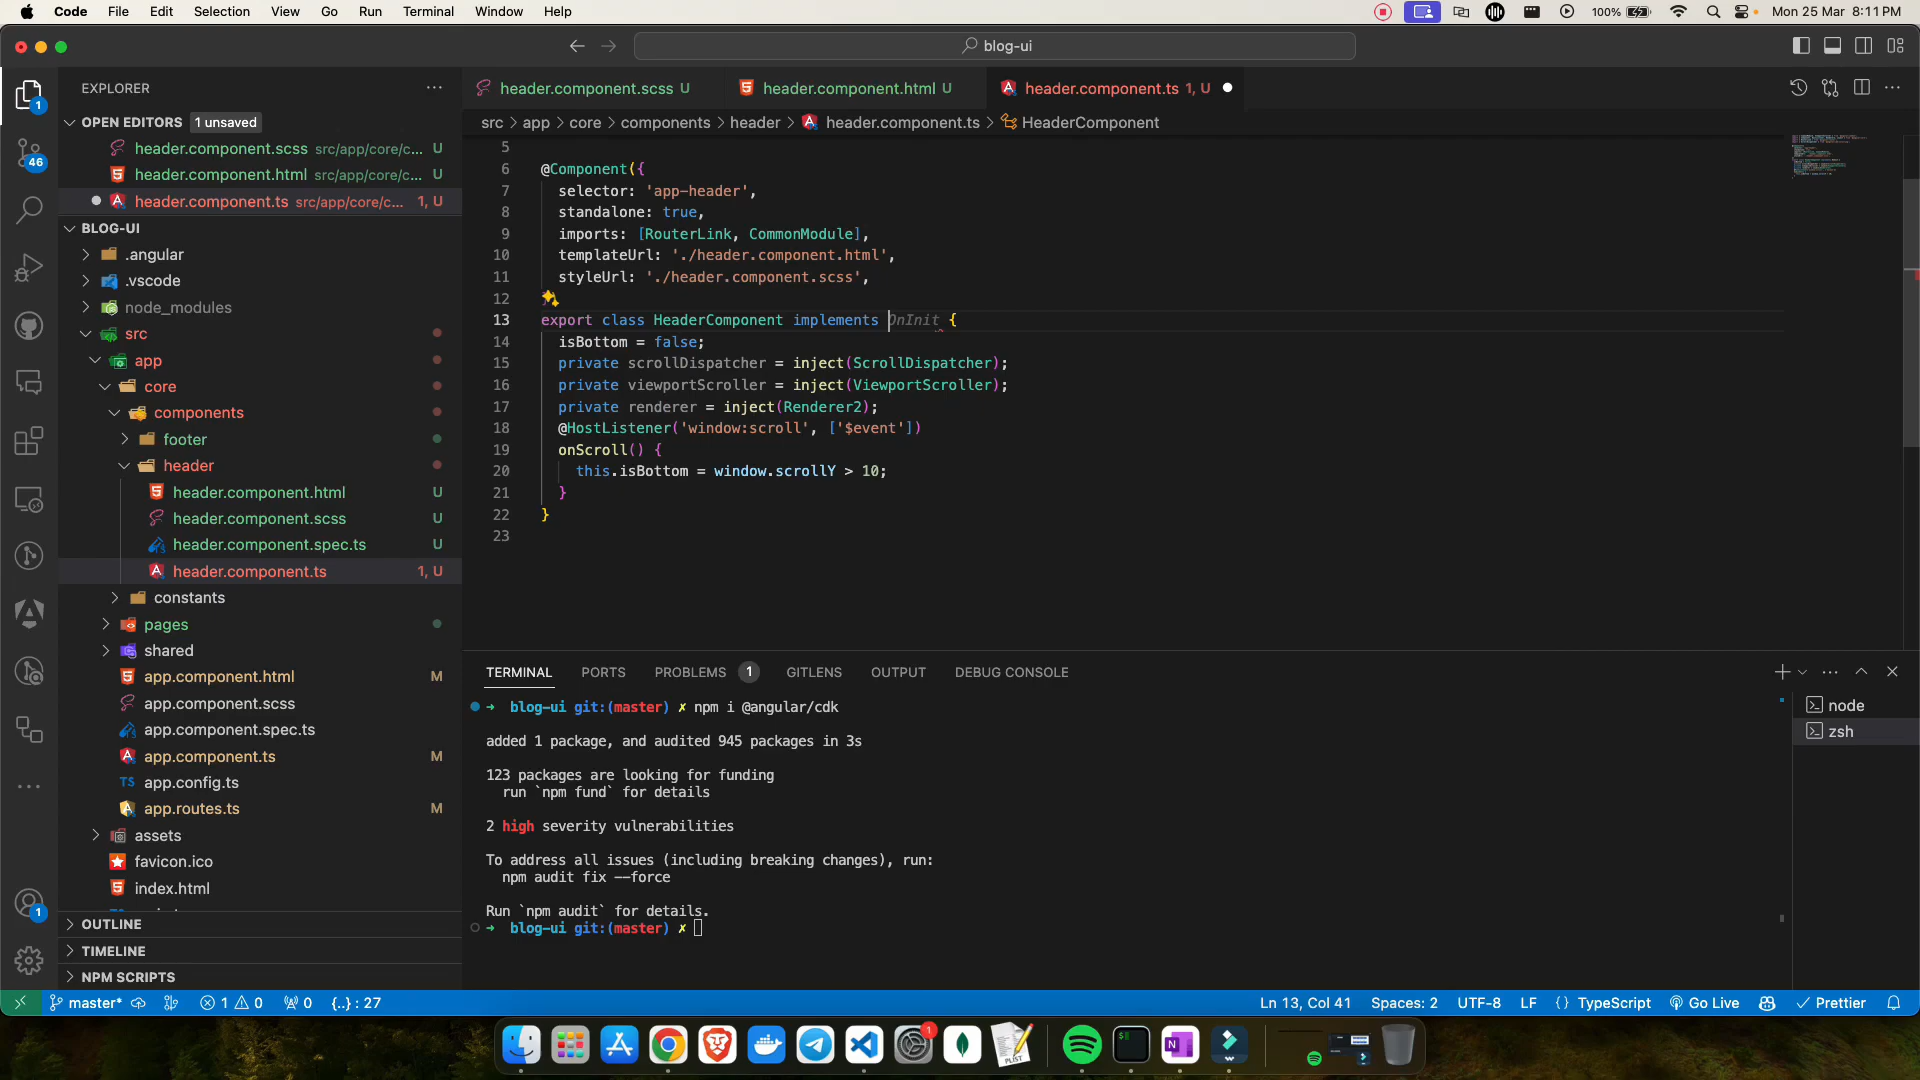 Code File Edit Selection View Go Run Terminal Window Help 100% Mon 25 Mar 8:11 PM
blog-ui
EXPLORER
header.component.scss U
header.component.html U
header.component.ts 1, U
OPEN EDITORS 1 unsaved
src > app > core > components > header > header.component.ts > HeaderComponent
header.component.scss src/app/core/c... U
header.component.html src/app/core/c... U
header.component.ts src/app/core/c... 1, U
BLOG-UI
.angular
.vscode
node_modules
src
app
core
components
footer
header
header.component.html U
header.component.scss U
header.component.spec.ts U
header.component.ts 1, U
constants
pages
shared
app.component.html M
app.component.scss
app.component.spec.ts
app.component.ts M
app.config.ts
app.routes.ts M
assets
favicon.ico
index.html
OUTLINE
TIMELINE
NPM SCRIPTS
1
46
1
5
6 @Component({
7 selector: 'app-header',
8 standalone: true,
9 imports: [RouterLink, CommonModule],
10 templateUrl: './header.component.html',
11 styleUrl: './header.component.scss',
12
13 export class HeaderComponent implements OnInit {
14 isBottom = false;
15 private scrollDispatcher = inject(ScrollDispatcher);
16 private viewportScroller = inject(ViewportScroller);
17 private renderer = inject(Renderer2);
18 @HostListener('window:scroll', ['$event'])
19 onScroll() {
20 this.isBottom = window.scrollY > 10;
21 }
22 }
23
TERMINAL PORTS PROBLEMS 1 GITLENS OUTPUT DEBUG CONSOLE
➜ blog-ui git:(master) ✗ npm i @angular/cdk
added 1 package, and audited 945 packages in 3s
123 packages are looking for funding
run `npm fund` for details
2 high severity vulnerabilities
To address all issues (including breaking changes), run:
npm audit fix --force
Run `npm audit` for details.
➜ blog-ui git:(master) ✗
node
zsh
master* 1 0 0 {..} : 27 Ln 13, Col 41 Spaces: 2 UTF-8 LF {} TypeScript Go Live Prettier
1
PLIST